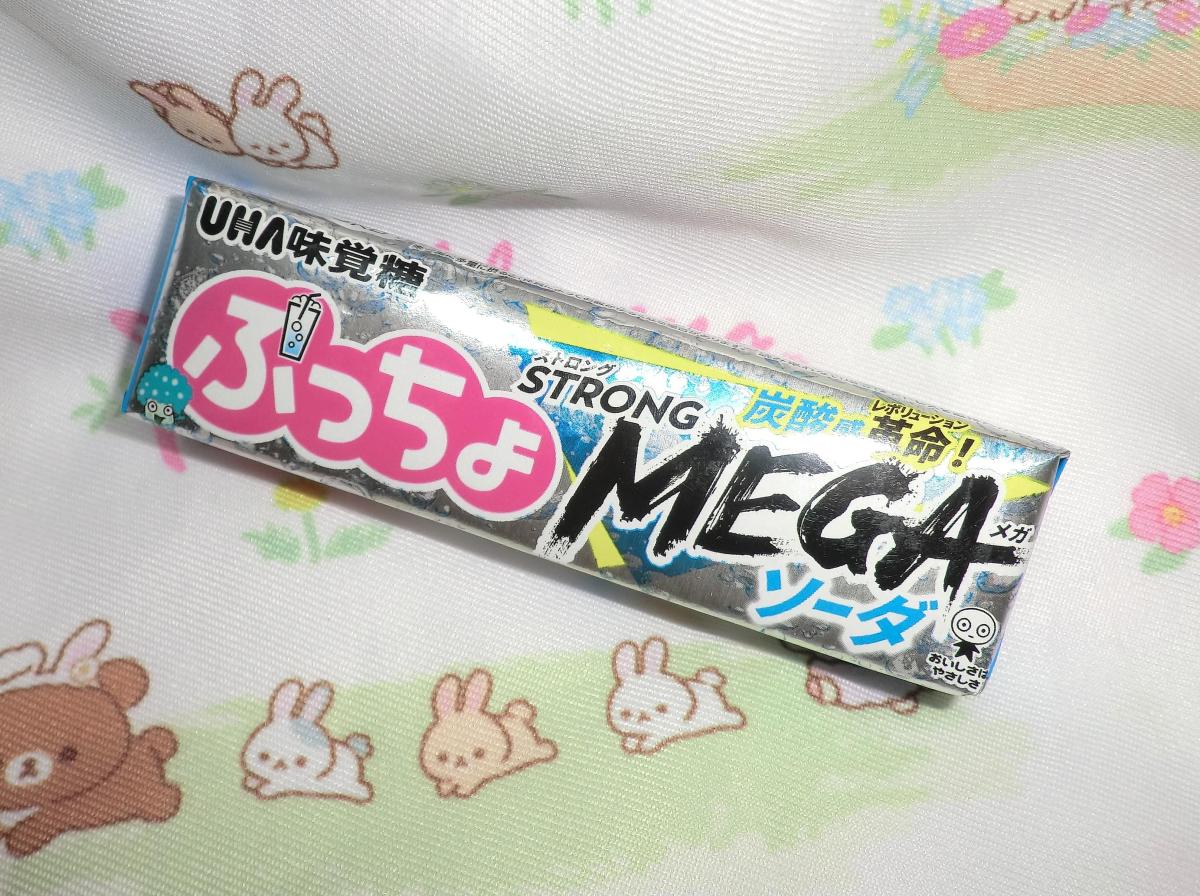 UHA味覚糖
ぷっちょ
ストロング
STRONG
炭酸感
レボリューション
革命!
MEGA
メガ
ソーダ
おいしさは
やさしさ